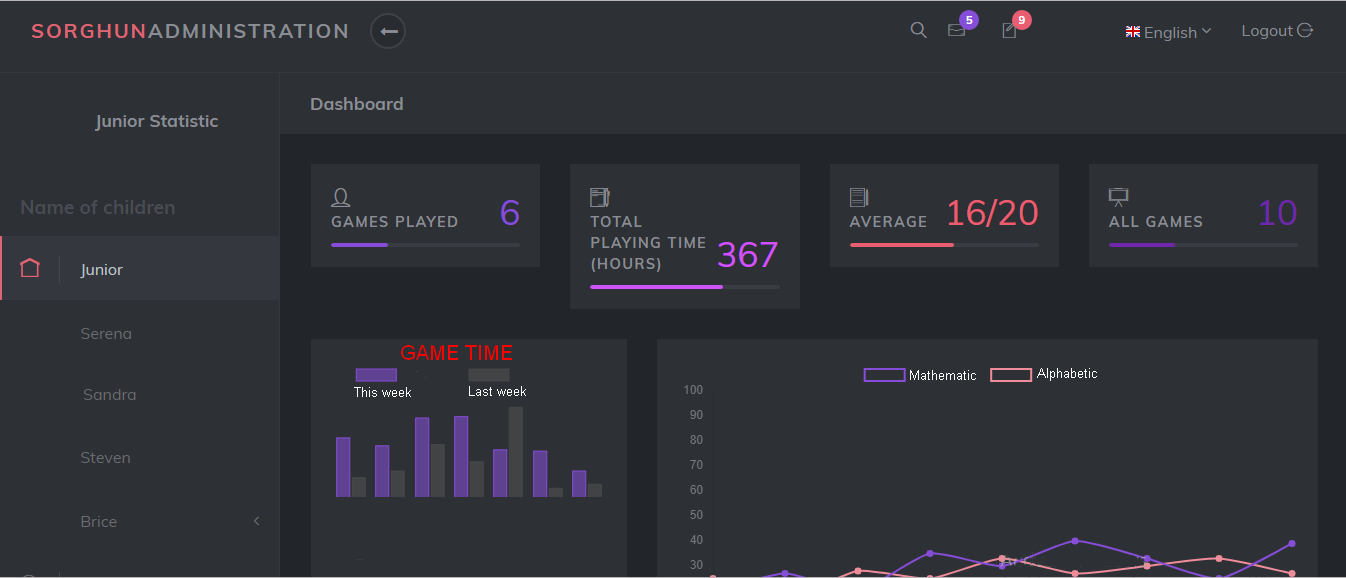 SORGHUNADMINISTRATION
5
9
English
Logout
Junior Statistic
Dashboard
Name of children
Junior
Serena
Sandra
Steven
Brice
GAMES PLAYED
6
TOTAL
PLAYING TIME
(HOURS)
367
AVERAGE
16/20
ALL GAMES
10
GAME TIME
This week
Last week
Mathematic
Alphabetic
100
90
80
70
60
50
40
30